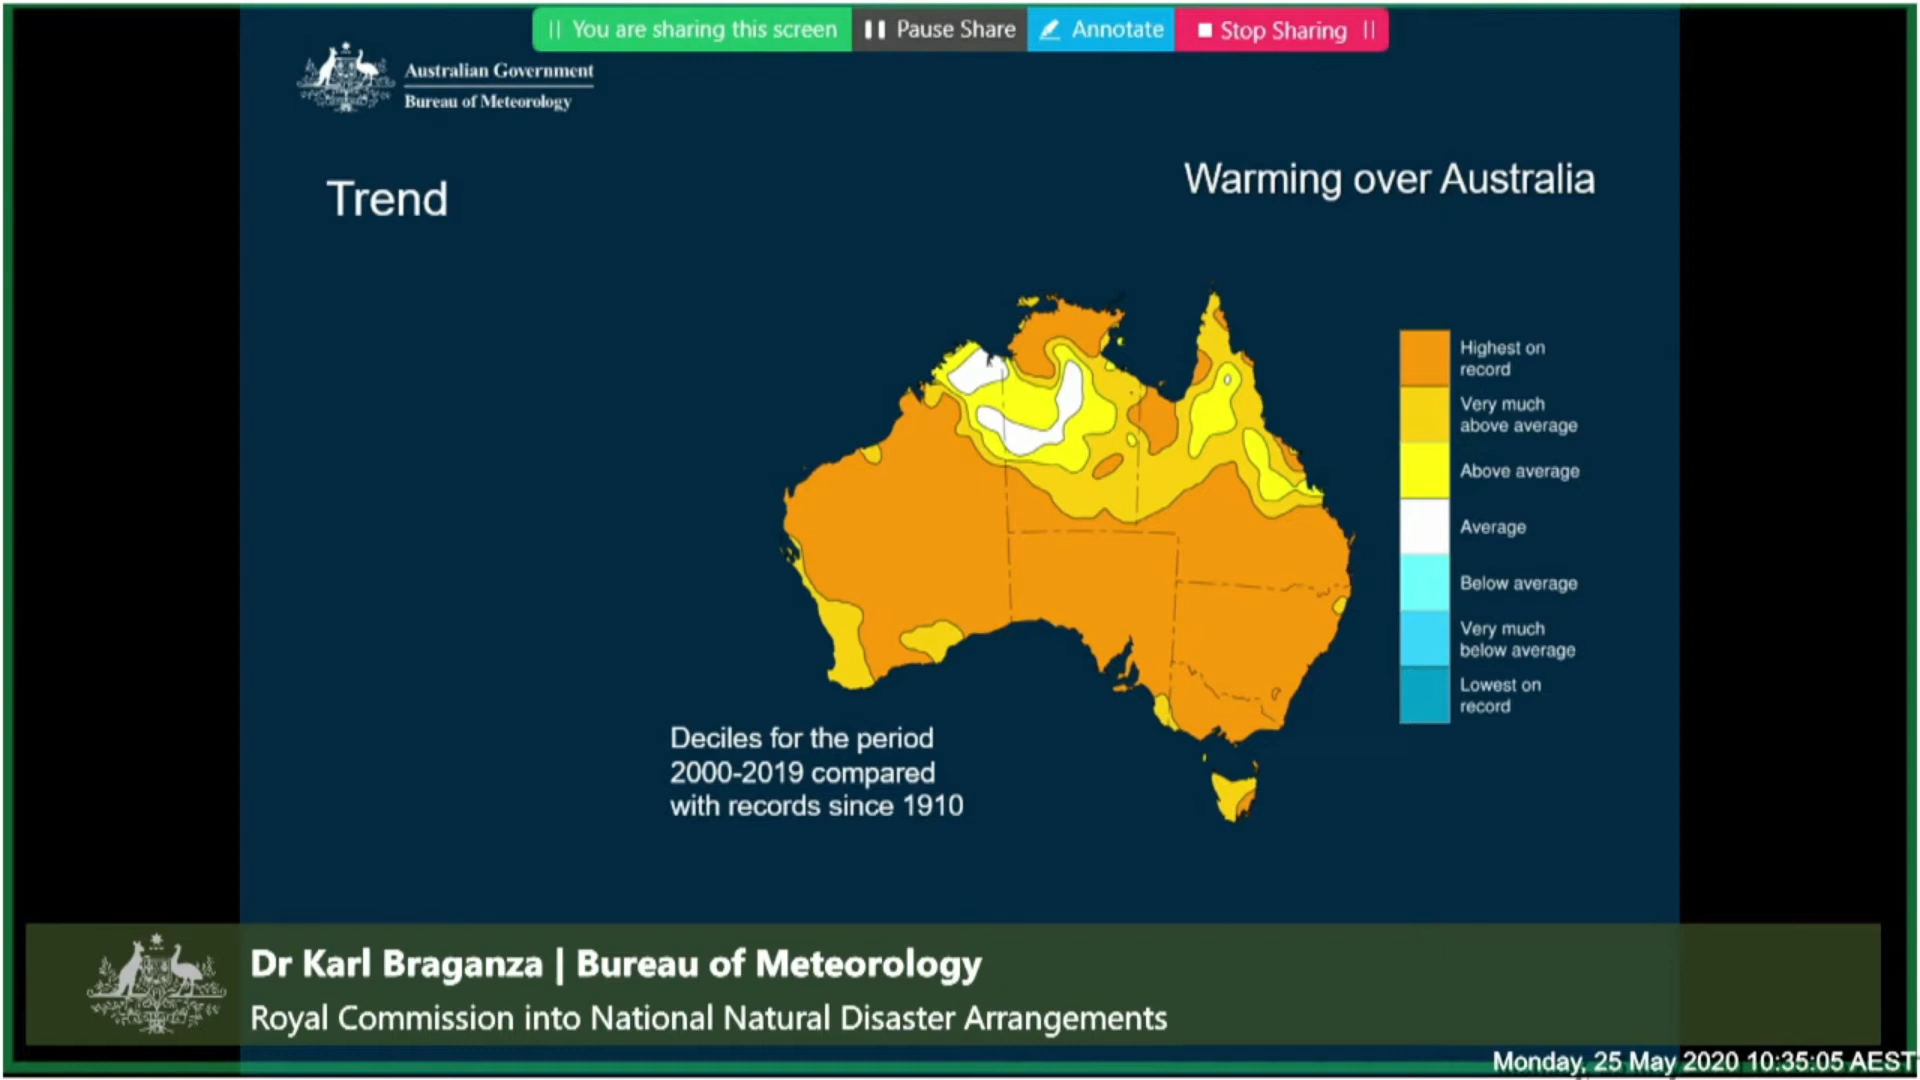 You are sharing this screen
Pause Share
Annotate
Stop Sharing
Australian Government
Bureau of Meteorology
Trend
Warming over Australia
Highest on
record
Very much
above average
Above average
Average
Below average
Very much
below average
Lowest on
record
Deciles for the period
2000-2019 compared
with records since 1910
Dr Karl Braganza | Bureau of Meteorology
Royal Commission into National Natural Disaster Arrangements
Monday, 25 May 2020 10:35:05 AEST